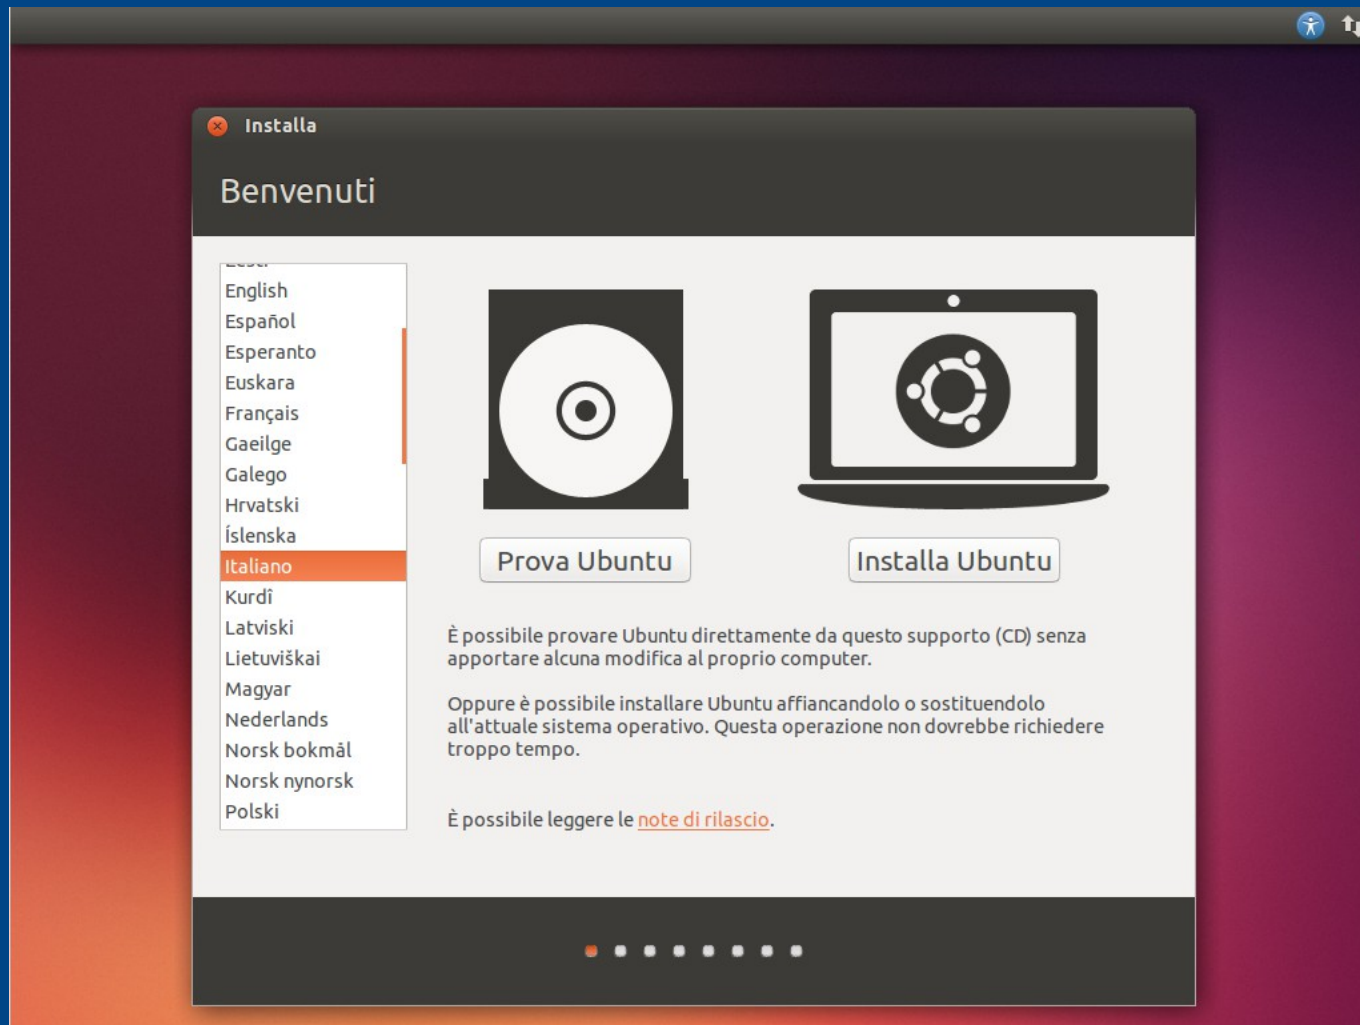 Installa
Benvenuti
English
Español
Esperanto
Euskara
Français
Gaeilge
Galego
Hrvatski
Íslenska
Italiano
Kurdî
Latviski
Lietuviškai
Magyar
Nederlands
Norsk bokmål
Norsk nynorsk
Polski
Prova Ubuntu
Installa Ubuntu
È possibile provare Ubuntu direttamente da questo supporto (CD) senza
apportare alcuna modifica al proprio computer.
Oppure è possibile installare Ubuntu affiancandolo o sostituendolo
all'attuale sistema operativo. Questa operazione non dovrebbe richiedere
troppo tempo.
È possibile leggere le note di rilascio.